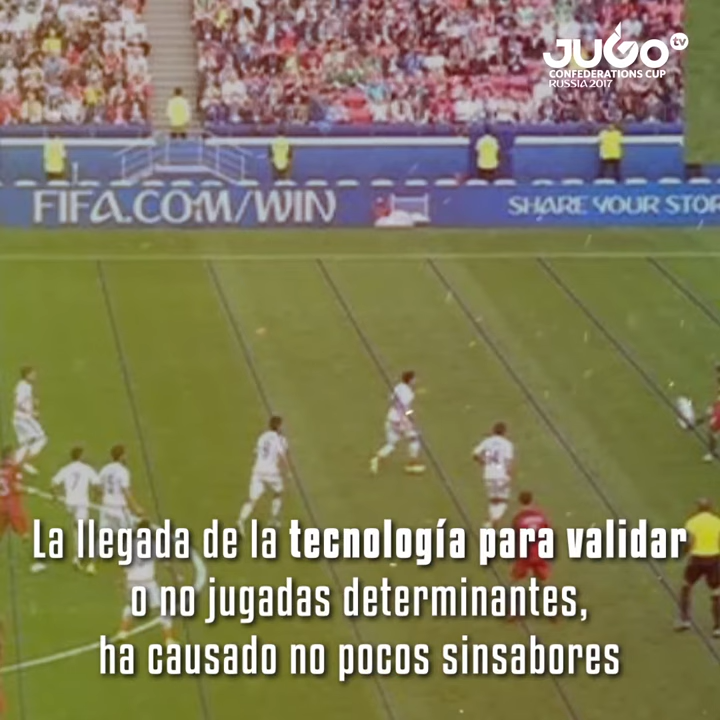 JUGO tv
CONFEDERATIONS CUP
RUSSIA 2017
FIFA.COM/WIN
SHARE YOUR STOR
7
La llegada de la tecnología para validar
o no jugadas determinantes,
ha causado no pocos sinsabores